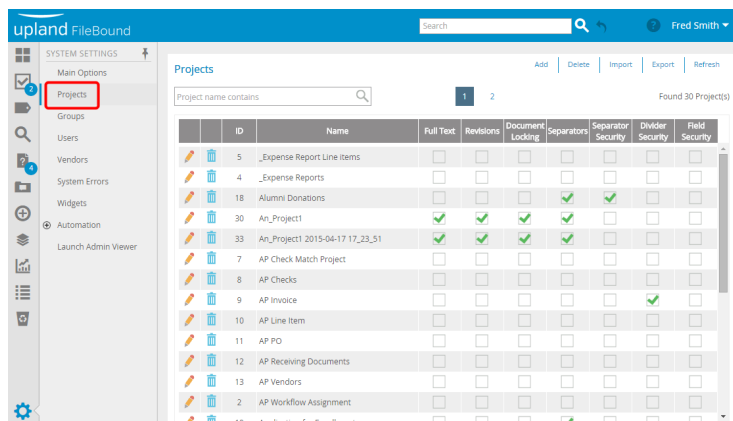 upland FileBound
Search
Fred Smith
SYSTEM SETTINGS
Main Options
Projects
Groups
Users
Vendors
System Errors
Widgets
Automation
Launch Admin Viewer
2
4
Projects
Add | Delete | Import | Export | Refresh
Project name contains
1 2
Found 30 Project(s)
ID Name Full Text Revisions Document Locking Separators Separator Security Divider Security Field Security
5 _Expense Report Line items
4 _Expense Reports
18 Alumni Donations
30 An_Project1
33 An_Project1 2015-04-17 17_23_51
7 AP Check Match Project
8 AP Checks
9 AP Invoice
10 AP Line Item
11 AP PO
12 AP Receiving Documents
13 AP Vendors
2 AP Workflow Assignment